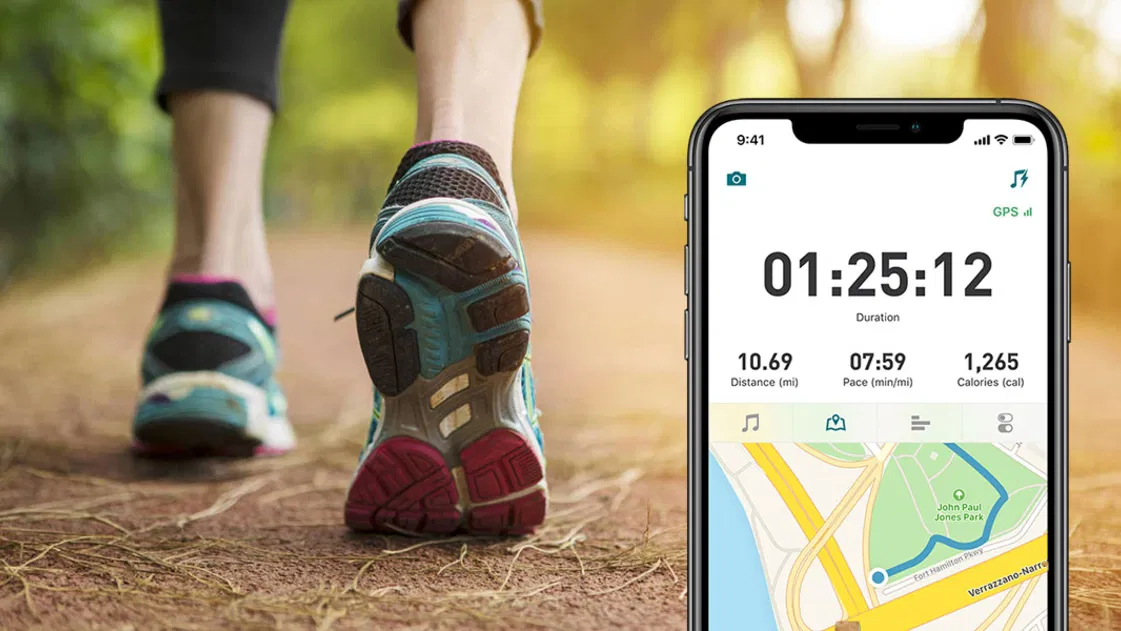 9:41
GPS
01:25:12
Duration
10.69
Distance (mi)
07:59
Pace (min/mi)
1,265
Calories (cal)
John Paul
Jones Park
Fort Hamilton Pkwy
Verrazzano-Narro